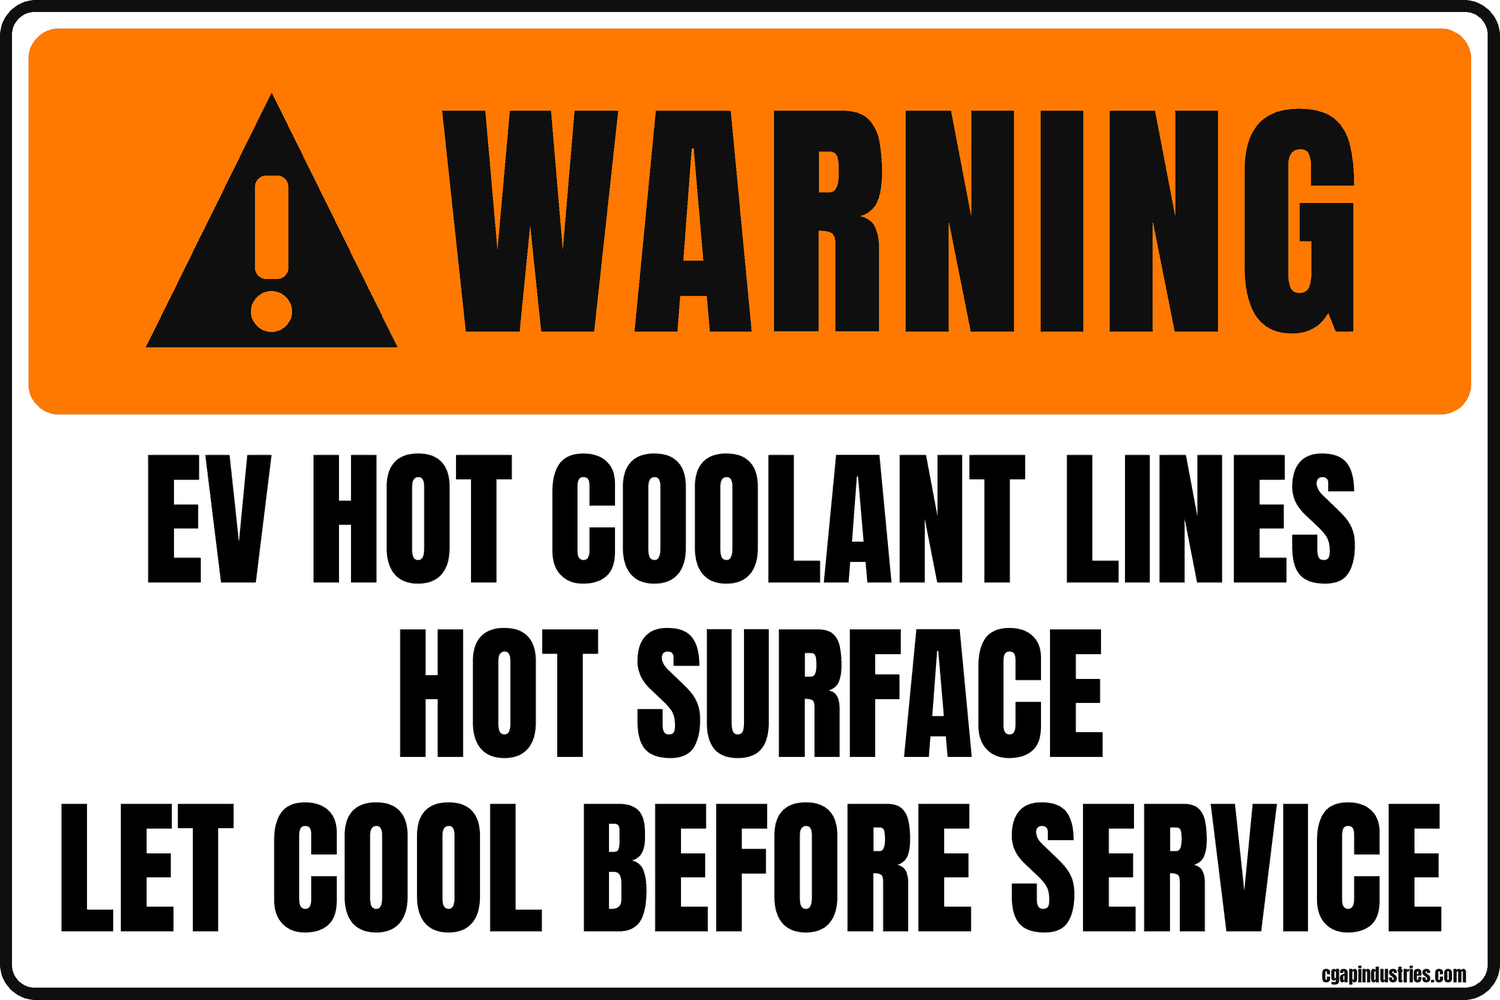 WARNING
EV HOT COOLANT LINES
HOT SURFACE
LET COOL BEFORE SERVICE
cgapindustries.com